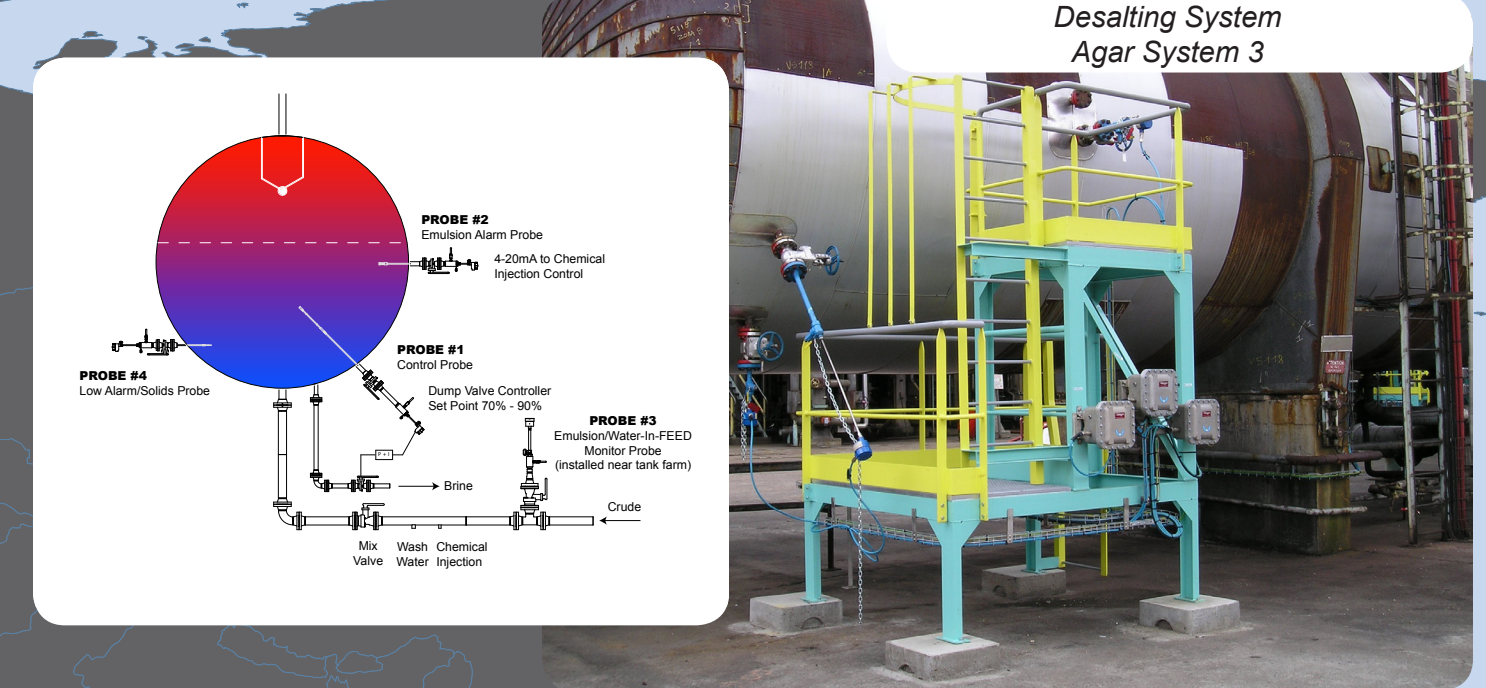 Desalting System
Agar System 3
PROBE #2
Emulsion Alarm Probe
4-20mA to Chemical
Injection Control
PROBE #1
Control Probe
PROBE #4
Low Alarm/Solids Probe
Dump Valve Controller
Set Point 70% - 90%
PROBE #3
Emulsion/Water-In-FEED
Monitor Probe
(installed near tank farm)
P + I
Brine
Crude
Mix
Valve
Wash
Water
Chemical
Injection